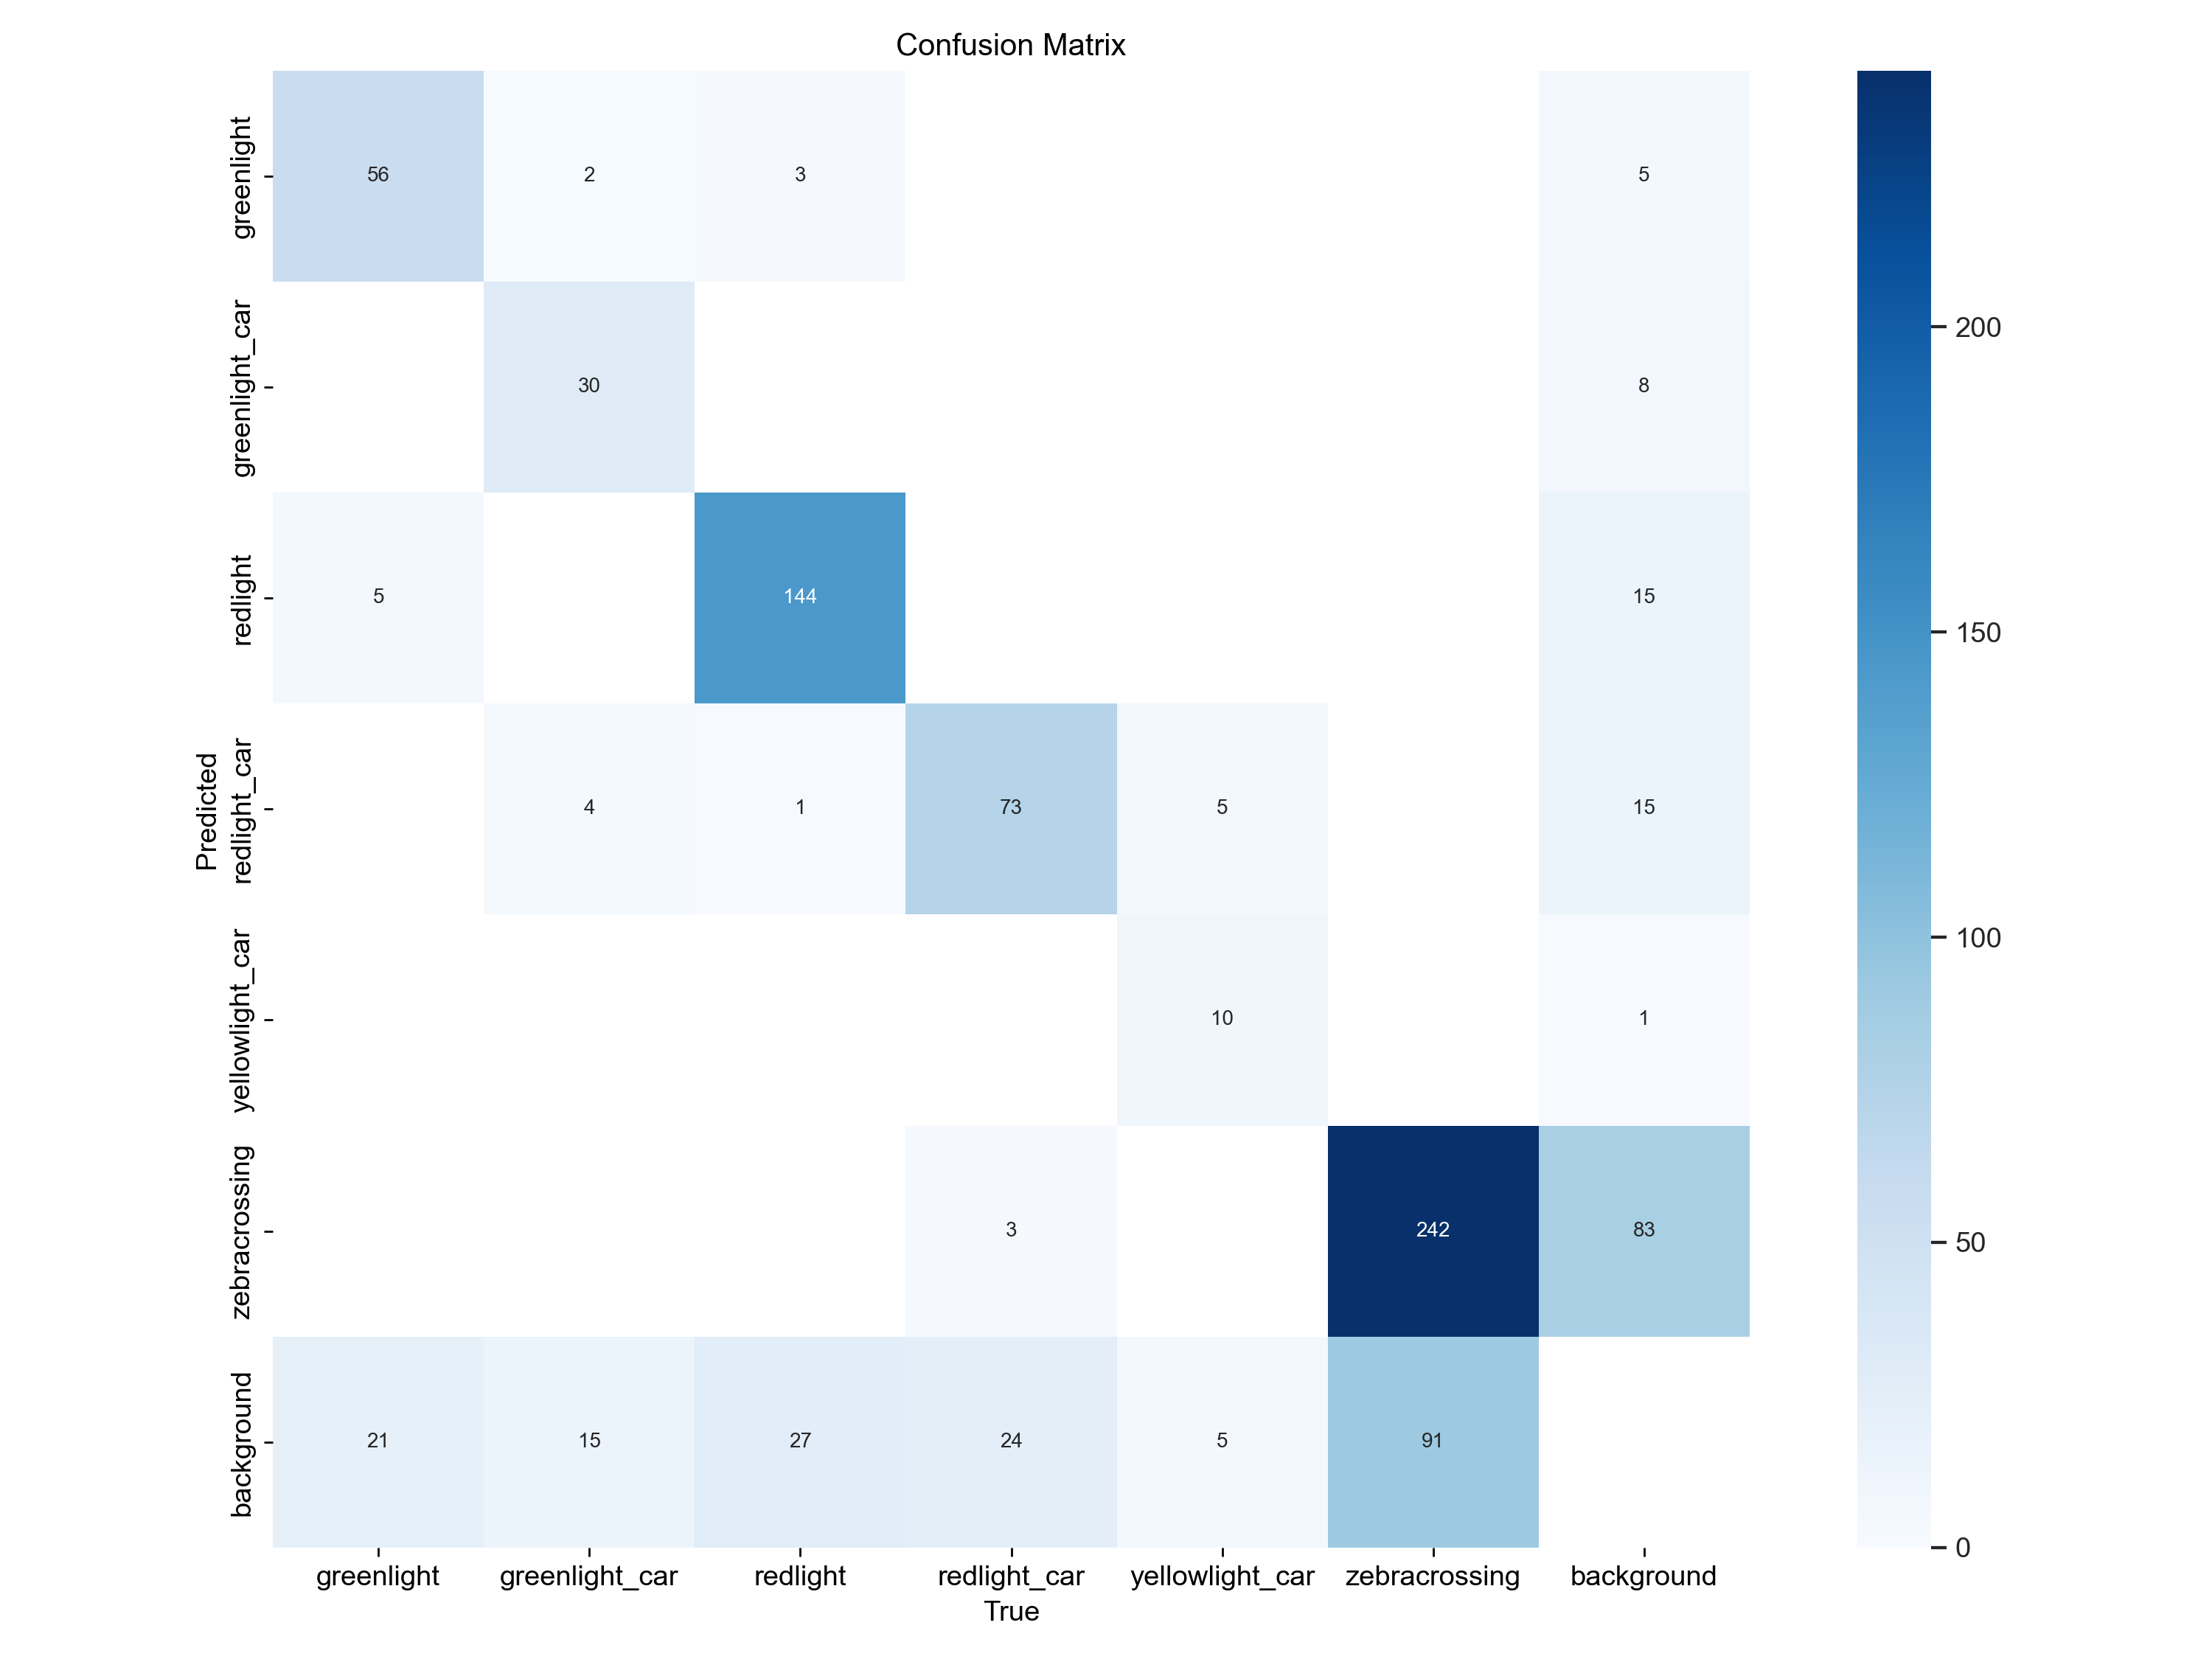 Confusion Matrix
greenlight
56 2 3 5
greenlight_car
30 8
redlight
5 144 15
Predicted
redlight_car
4 1 73 5 15
yellowlight_car
10 1
zebracrossing
3 242 83
background
21 15 27 24 5 91
greenlight greenlight_car redlight redlight_car yellowlight_car zebracrossing background
True
200
150
100
50
0